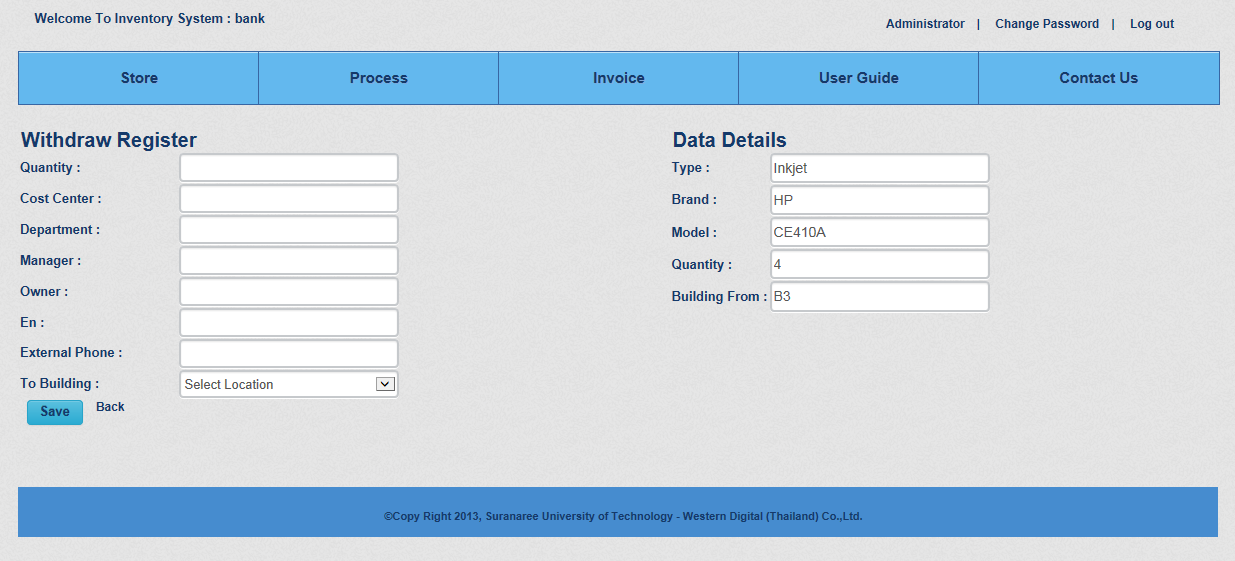 Welcome To Inventory System : bank
Administrator | Change Password | Log out
Store Process Invoice User Guide Contact Us
Withdraw Register
Quantity :
Cost Center :
Department :
Manager :
Owner :
En :
External Phone :
To Building : Select Location
Save Back
Data Details
Type : Inkjet
Brand : HP
Model : CE410A
Quantity : 4
Building From : B3
©Copy Right 2013, Suranaree University of Technology - Western Digital (Thailand) Co.,Ltd.